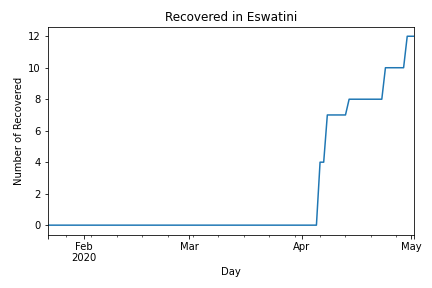 Recovered in Eswatini
12
10
8
6
4
2
0
Number of Recovered
Feb
2020
Mar
Apr
May
Day